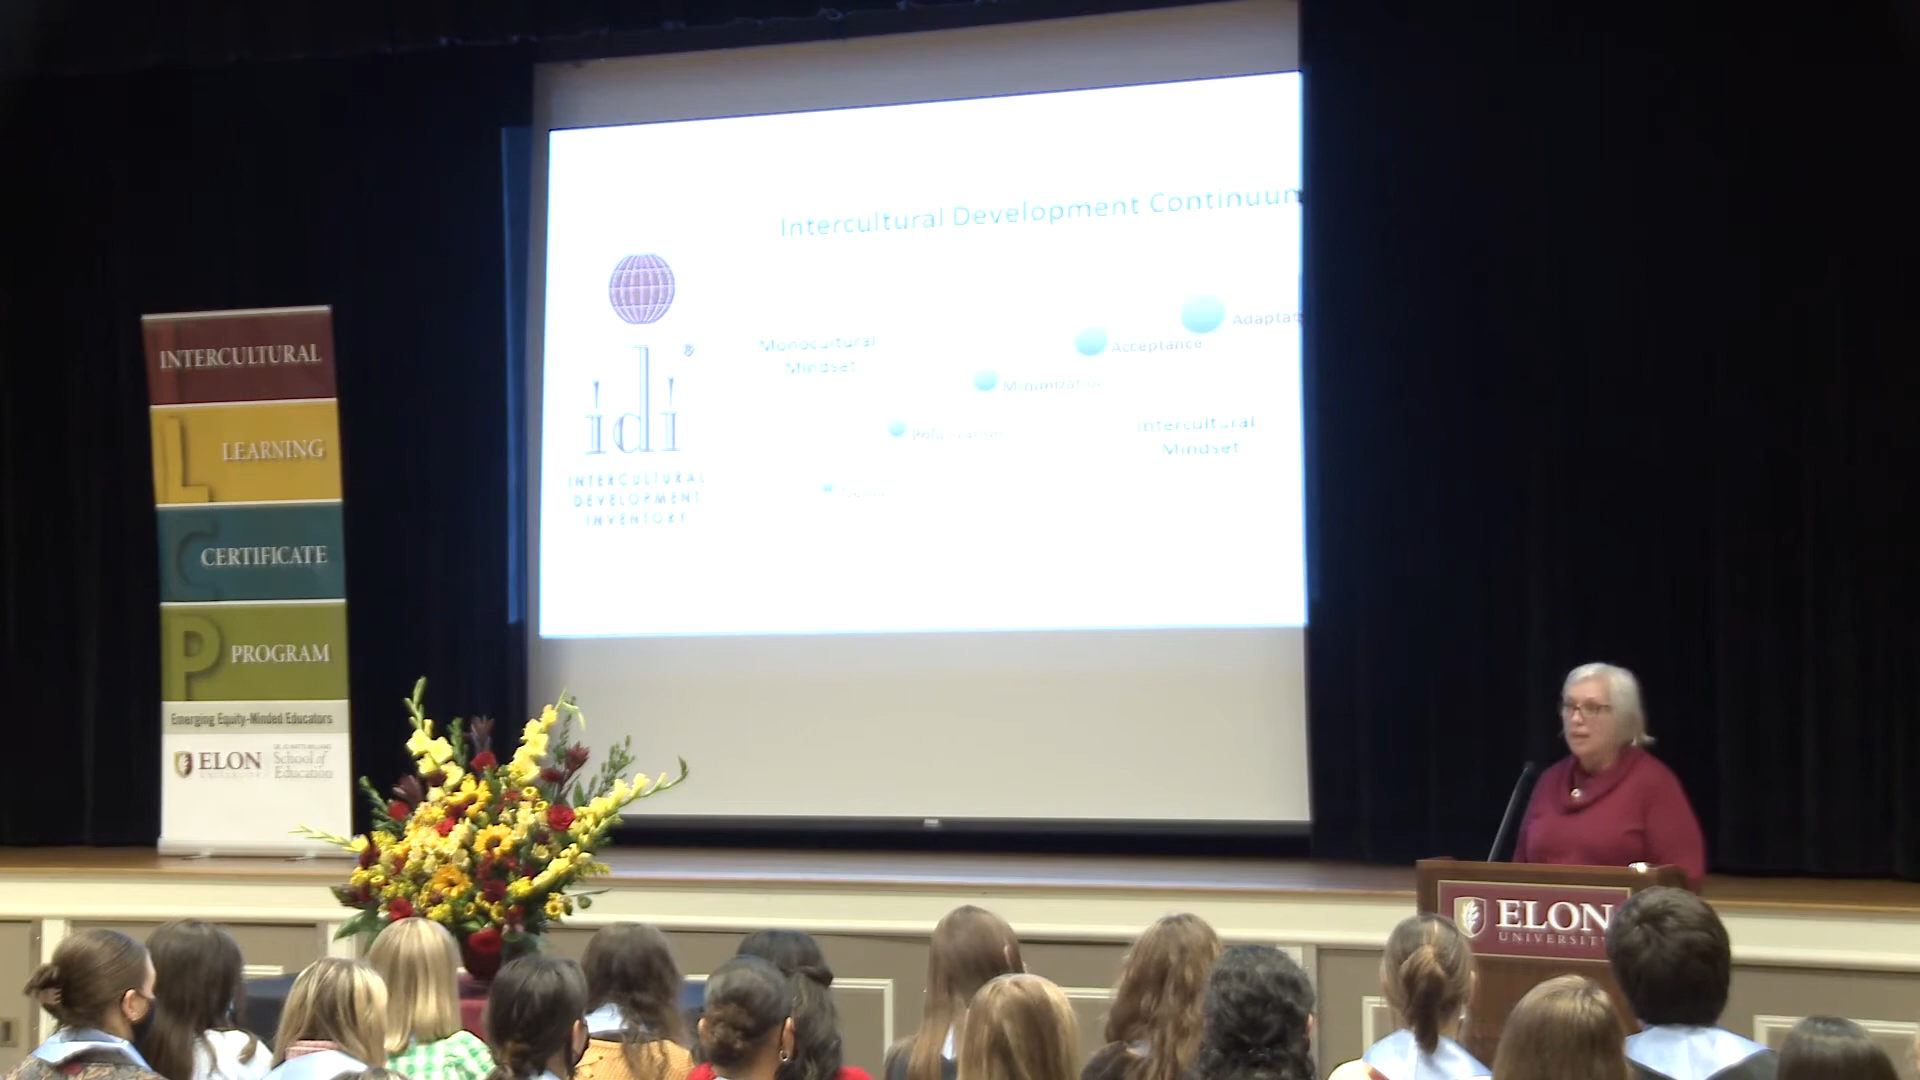 INTERCULTURAL
L
LEARNING
C
CERTIFICATE
P
PROGRAM
Emerging Equity-Minded Educators
ELON
UNIVERSITY
School of
Education
Intercultural Development Continuum
Monocultural
Mindset
Acceptance
Minimization
Intercultural
Mindset
idi®
INTERCULTURAL
DEVELOPMENT
INVENTORY
ELON
UNIVERSITY